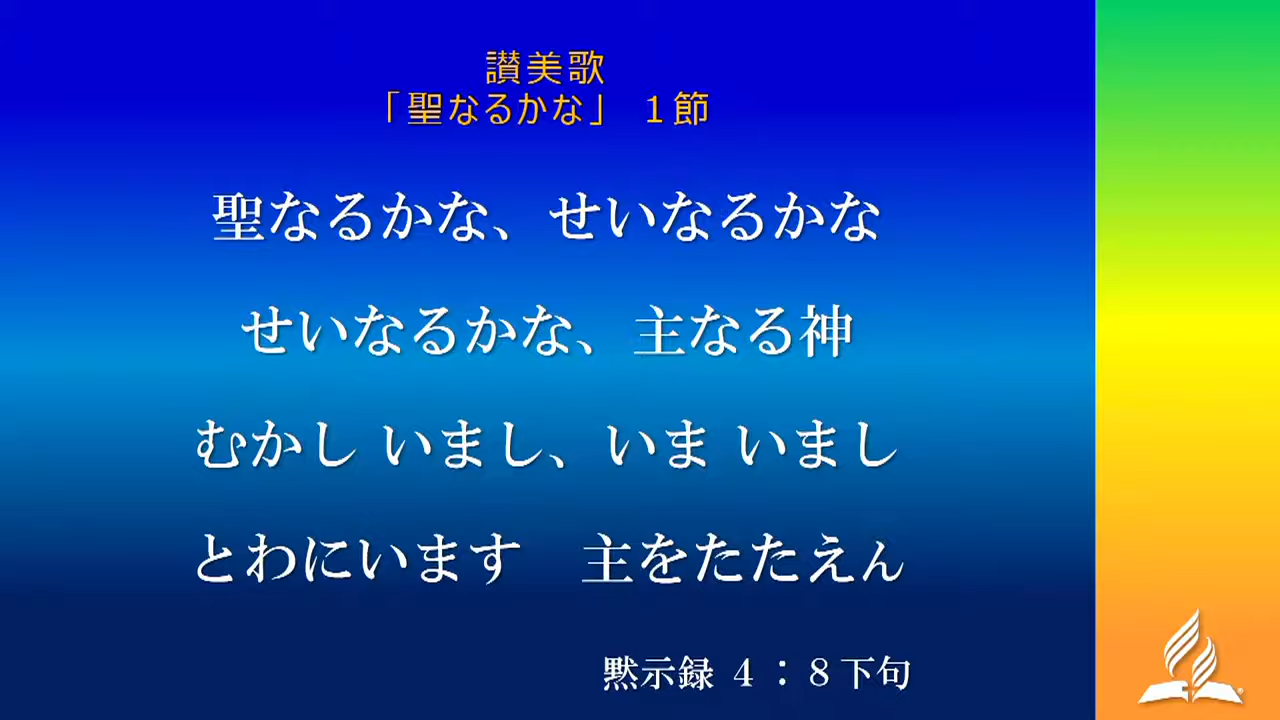 讃美歌
「聖なるかな」 １節
聖なるかな、せいなるかな
せいなるかな、主なる神
むかし いまし、いま いまし
とわにいます　主をたたえん
黙示録 ４：８下句